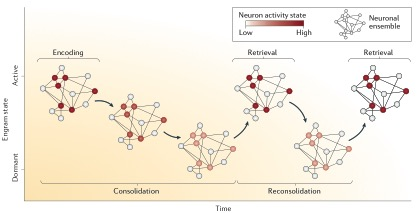 Neuron activity state
Low
High
Neuronal
ensemble
Encoding
Retrieval
Retrieval
Active
Engram state
Dormant
Consolidation
Reconsolidation
Time